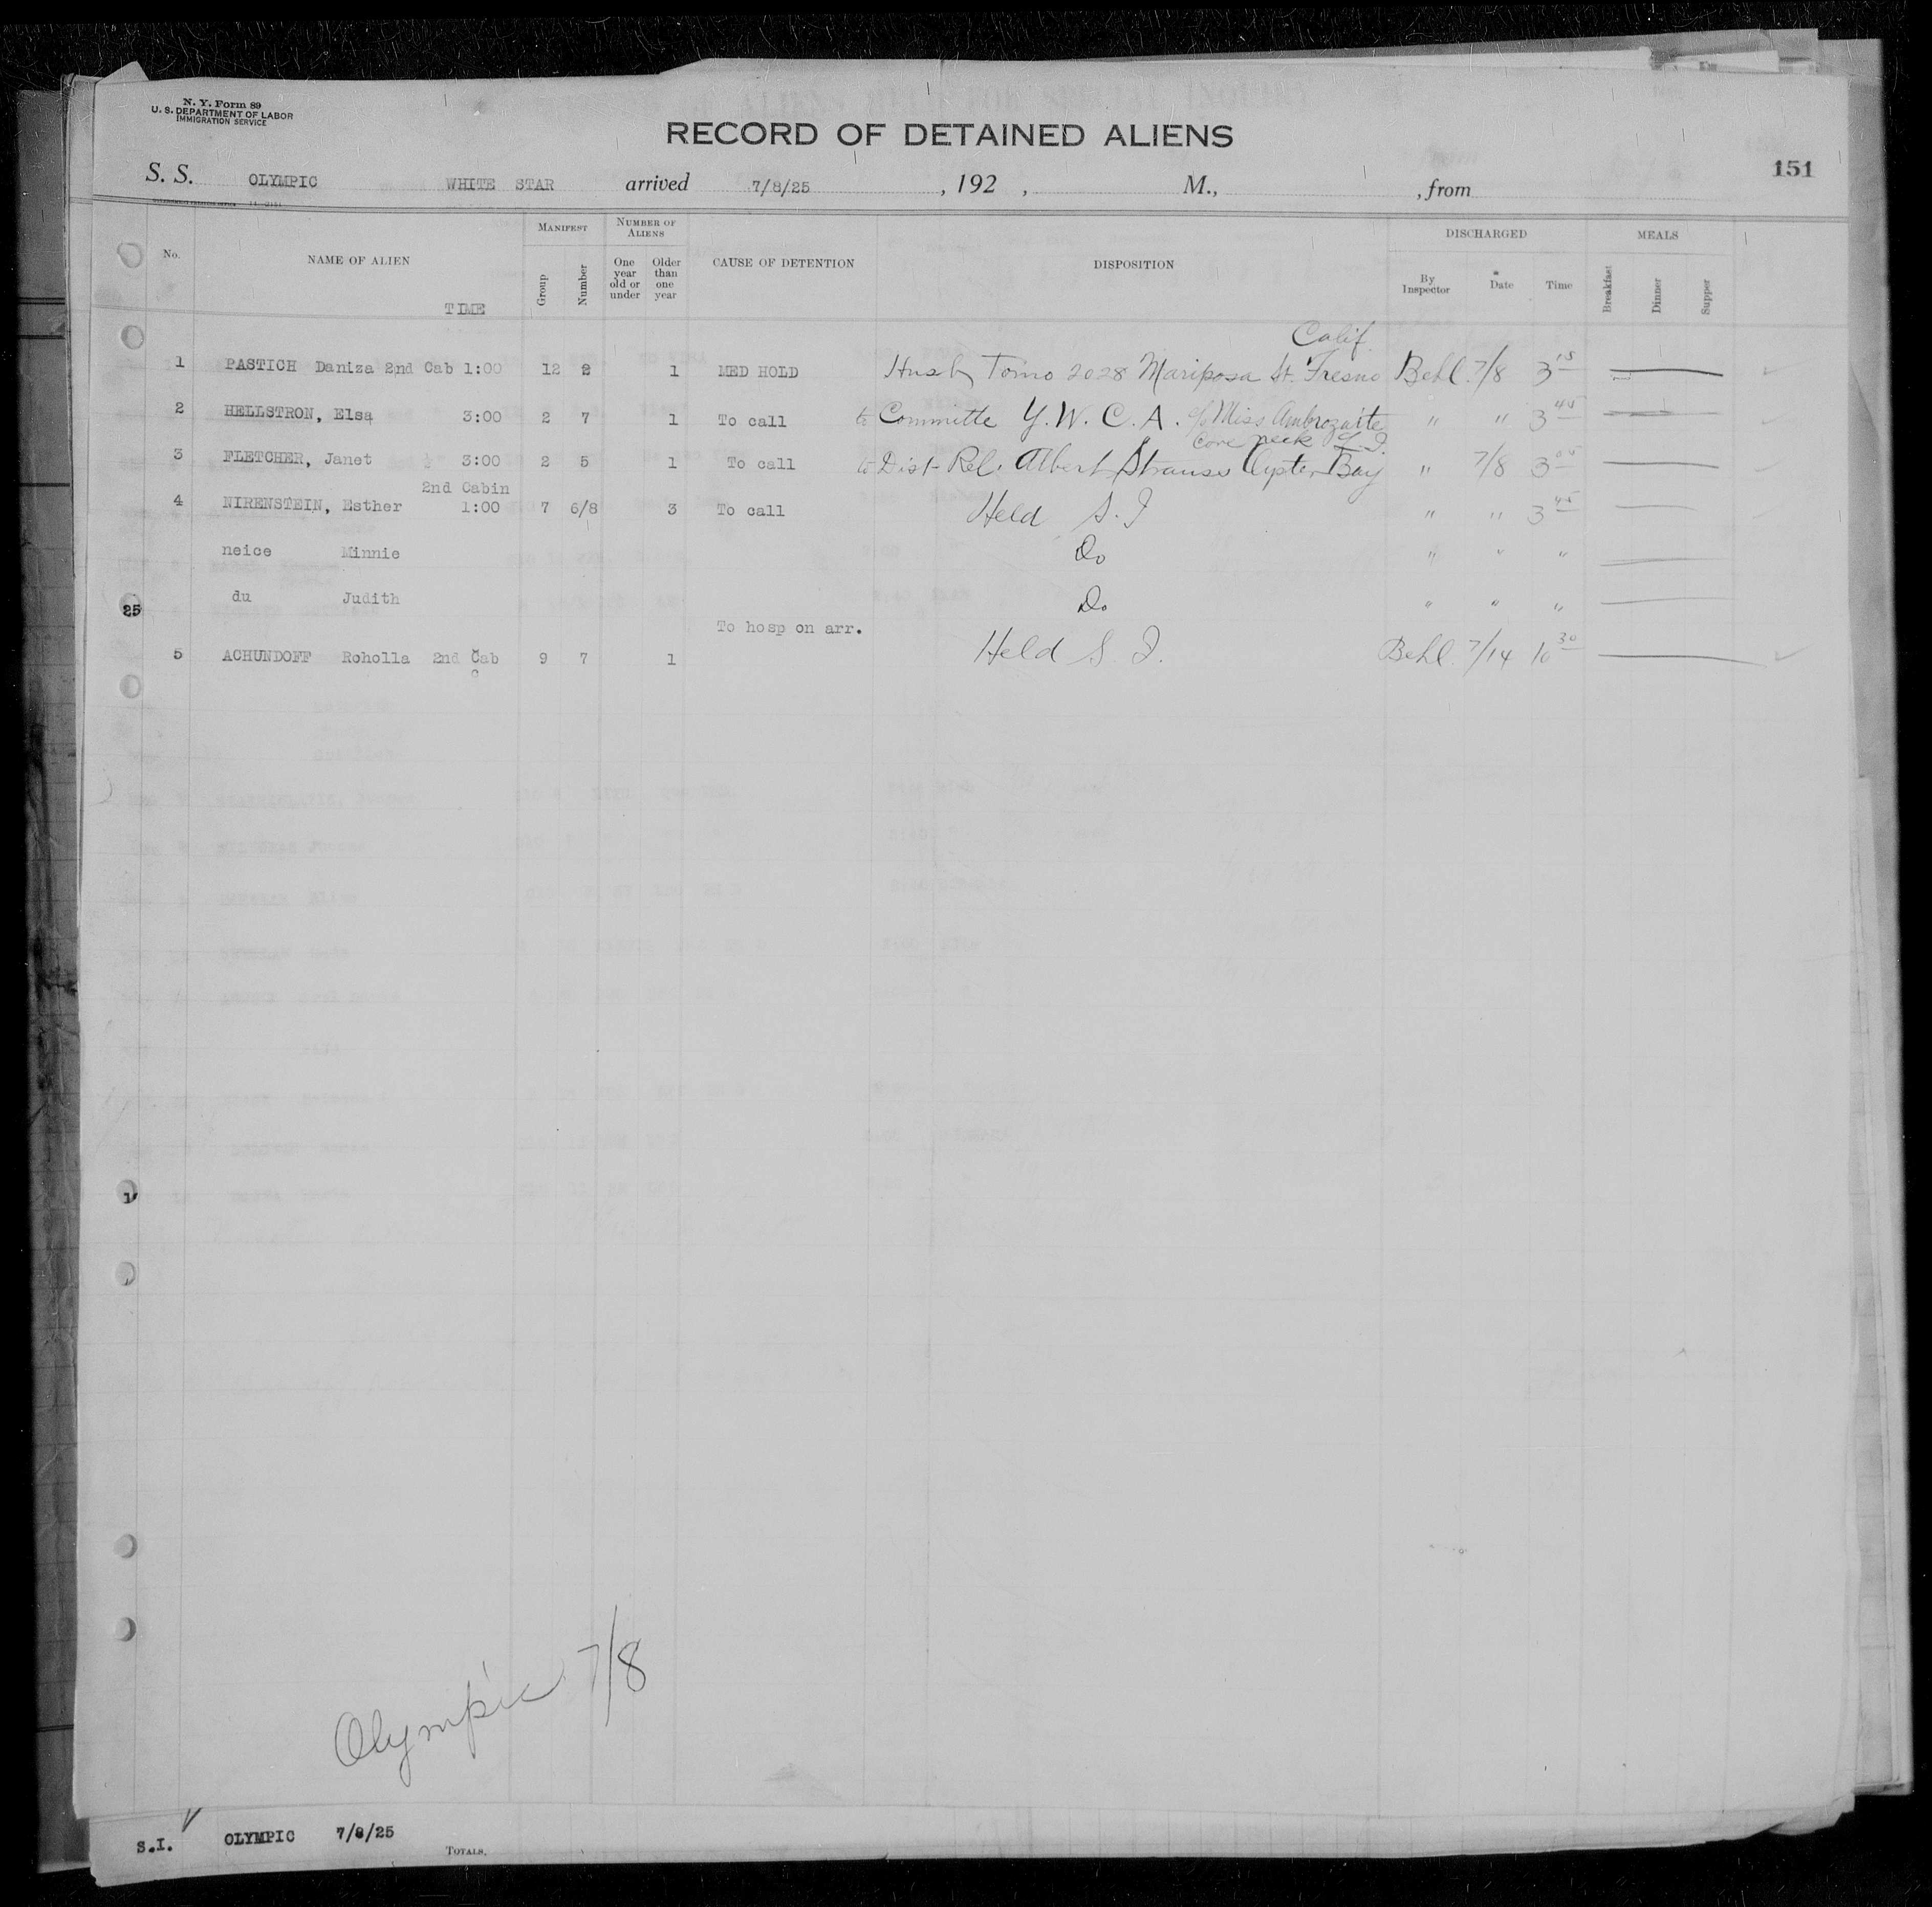 N. Y. Form 89
U. S. DEPARTMENT OF LABOR
IMMIGRATION SERVICE
RECORD OF DETAINED ALIENS
151
S. S. OLYMPIC WHITE STAR arrived 7/8/25 , 192 , M., , from
No. NAME OF ALIEN TIME MANIFEST Group Number NUMBER OF ALIENS One year old or under Older than one year CAUSE OF DETENTION DISPOSITION DISCHARGED By Inspector Date Time MEALS Breakfast Dinner Supper
Calif.
1 PASTICH Daniza 2nd Cab 1:00 12 2 1 MED HOLD Husb Tomo 2028 Mariposa St. Fresno Behl 7/8 3 15
2 HELLSTRON, Elsa 3:00 2 7 1 To call to Committe Y. W. C. A. c/o Miss Ambrozaite " " 3 45
Cove neck L. I.
3 FLETCHER, Janet 3:00 2 5 1 To call to Dist Rel. Albert Strauss Oyster Bay " 7/8 3 05
2nd Cabin
4 NIRENSTEIN, Esther 1:00 7 6/8 3 To call Held S. I " " 3 45
neice Minnie Do " " "
25 du Judith Do " " "
To hosp on arr.
5 ACHUNDOFF Roholla 2nd Cab 9 7 1 Held S I. Behl 7/14 10 30
Olympic 7/8
S.I. OLYMPIC 7/8/25
TOTALS.